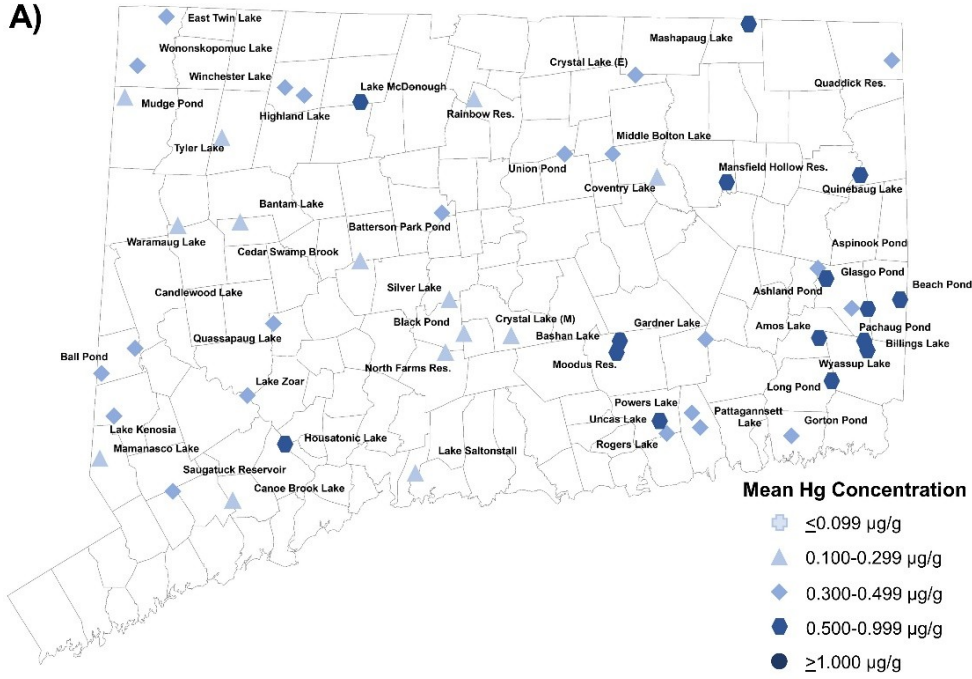 A)
East Twin Lake
Mashapaug Lake
Wononskopomuc Lake
Crystal Lake (E)
Winchester Lake
Quaddick Res.
Lake McDonough
Mudge Pond
Highland Lake
Rainbow Res.
Middle Bolton Lake
Tyler Lake
Union Pond
Mansfield Hollow Res.
Coventry Lake
Quinebaug Lake
Bantam Lake
Batterson Park Pond
Waramaug Lake
Aspinook Pond
Cedar Swamp Brook
Glasgo Pond
Candlewood Lake
Silver Lake
Ashland Pond
Beach Pond
Black Pond
Crystal Lake (M)
Gardner Lake
Amos Lake
Pachaug Pond
Quassapaug Lake
Bashan Lake
Billings Lake
Ball Pond
North Farms Res.
Moodus Res.
Wyassup Lake
Lake Zoar
Long Pond
Powers Lake
Pattagannsett
Lake
Lake Kenosia
Uncas Lake
Gorton Pond
Housatonic Lake
Rogers Lake
Mamanasco Lake
Lake Saltonstall
Saugatuck Reservoir
Canoe Brook Lake
Mean Hg Concentration
≤0.099 µg/g
0.100-0.299 µg/g
0.300-0.499 µg/g
0.500-0.999 µg/g
≥1.000 µg/g